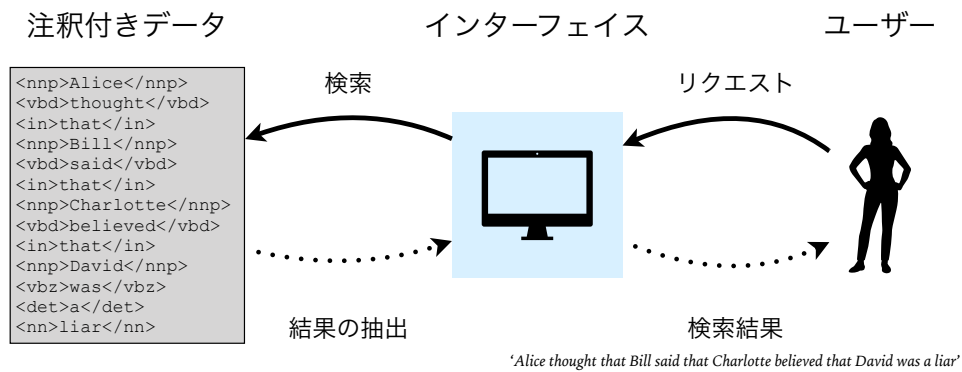 注釈付きデータ
インターフェイス
ユーザー
<nnp>Alice</nnp>
<vbd>thought</vbd>
<in>that</in>
<nnp>Bill</nnp>
<vbd>said</vbd>
<in>that</in>
<nnp>Charlotte</nnp>
<vbd>believed</vbd>
<in>that</in>
<nnp>David</nnp>
<vbz>was</vbz>
<det>a</det>
<nn>liar</nn>
検索
リクエスト
結果の抽出
検索結果
‘Alice thought that Bill said that Charlotte believed that David was a liar’